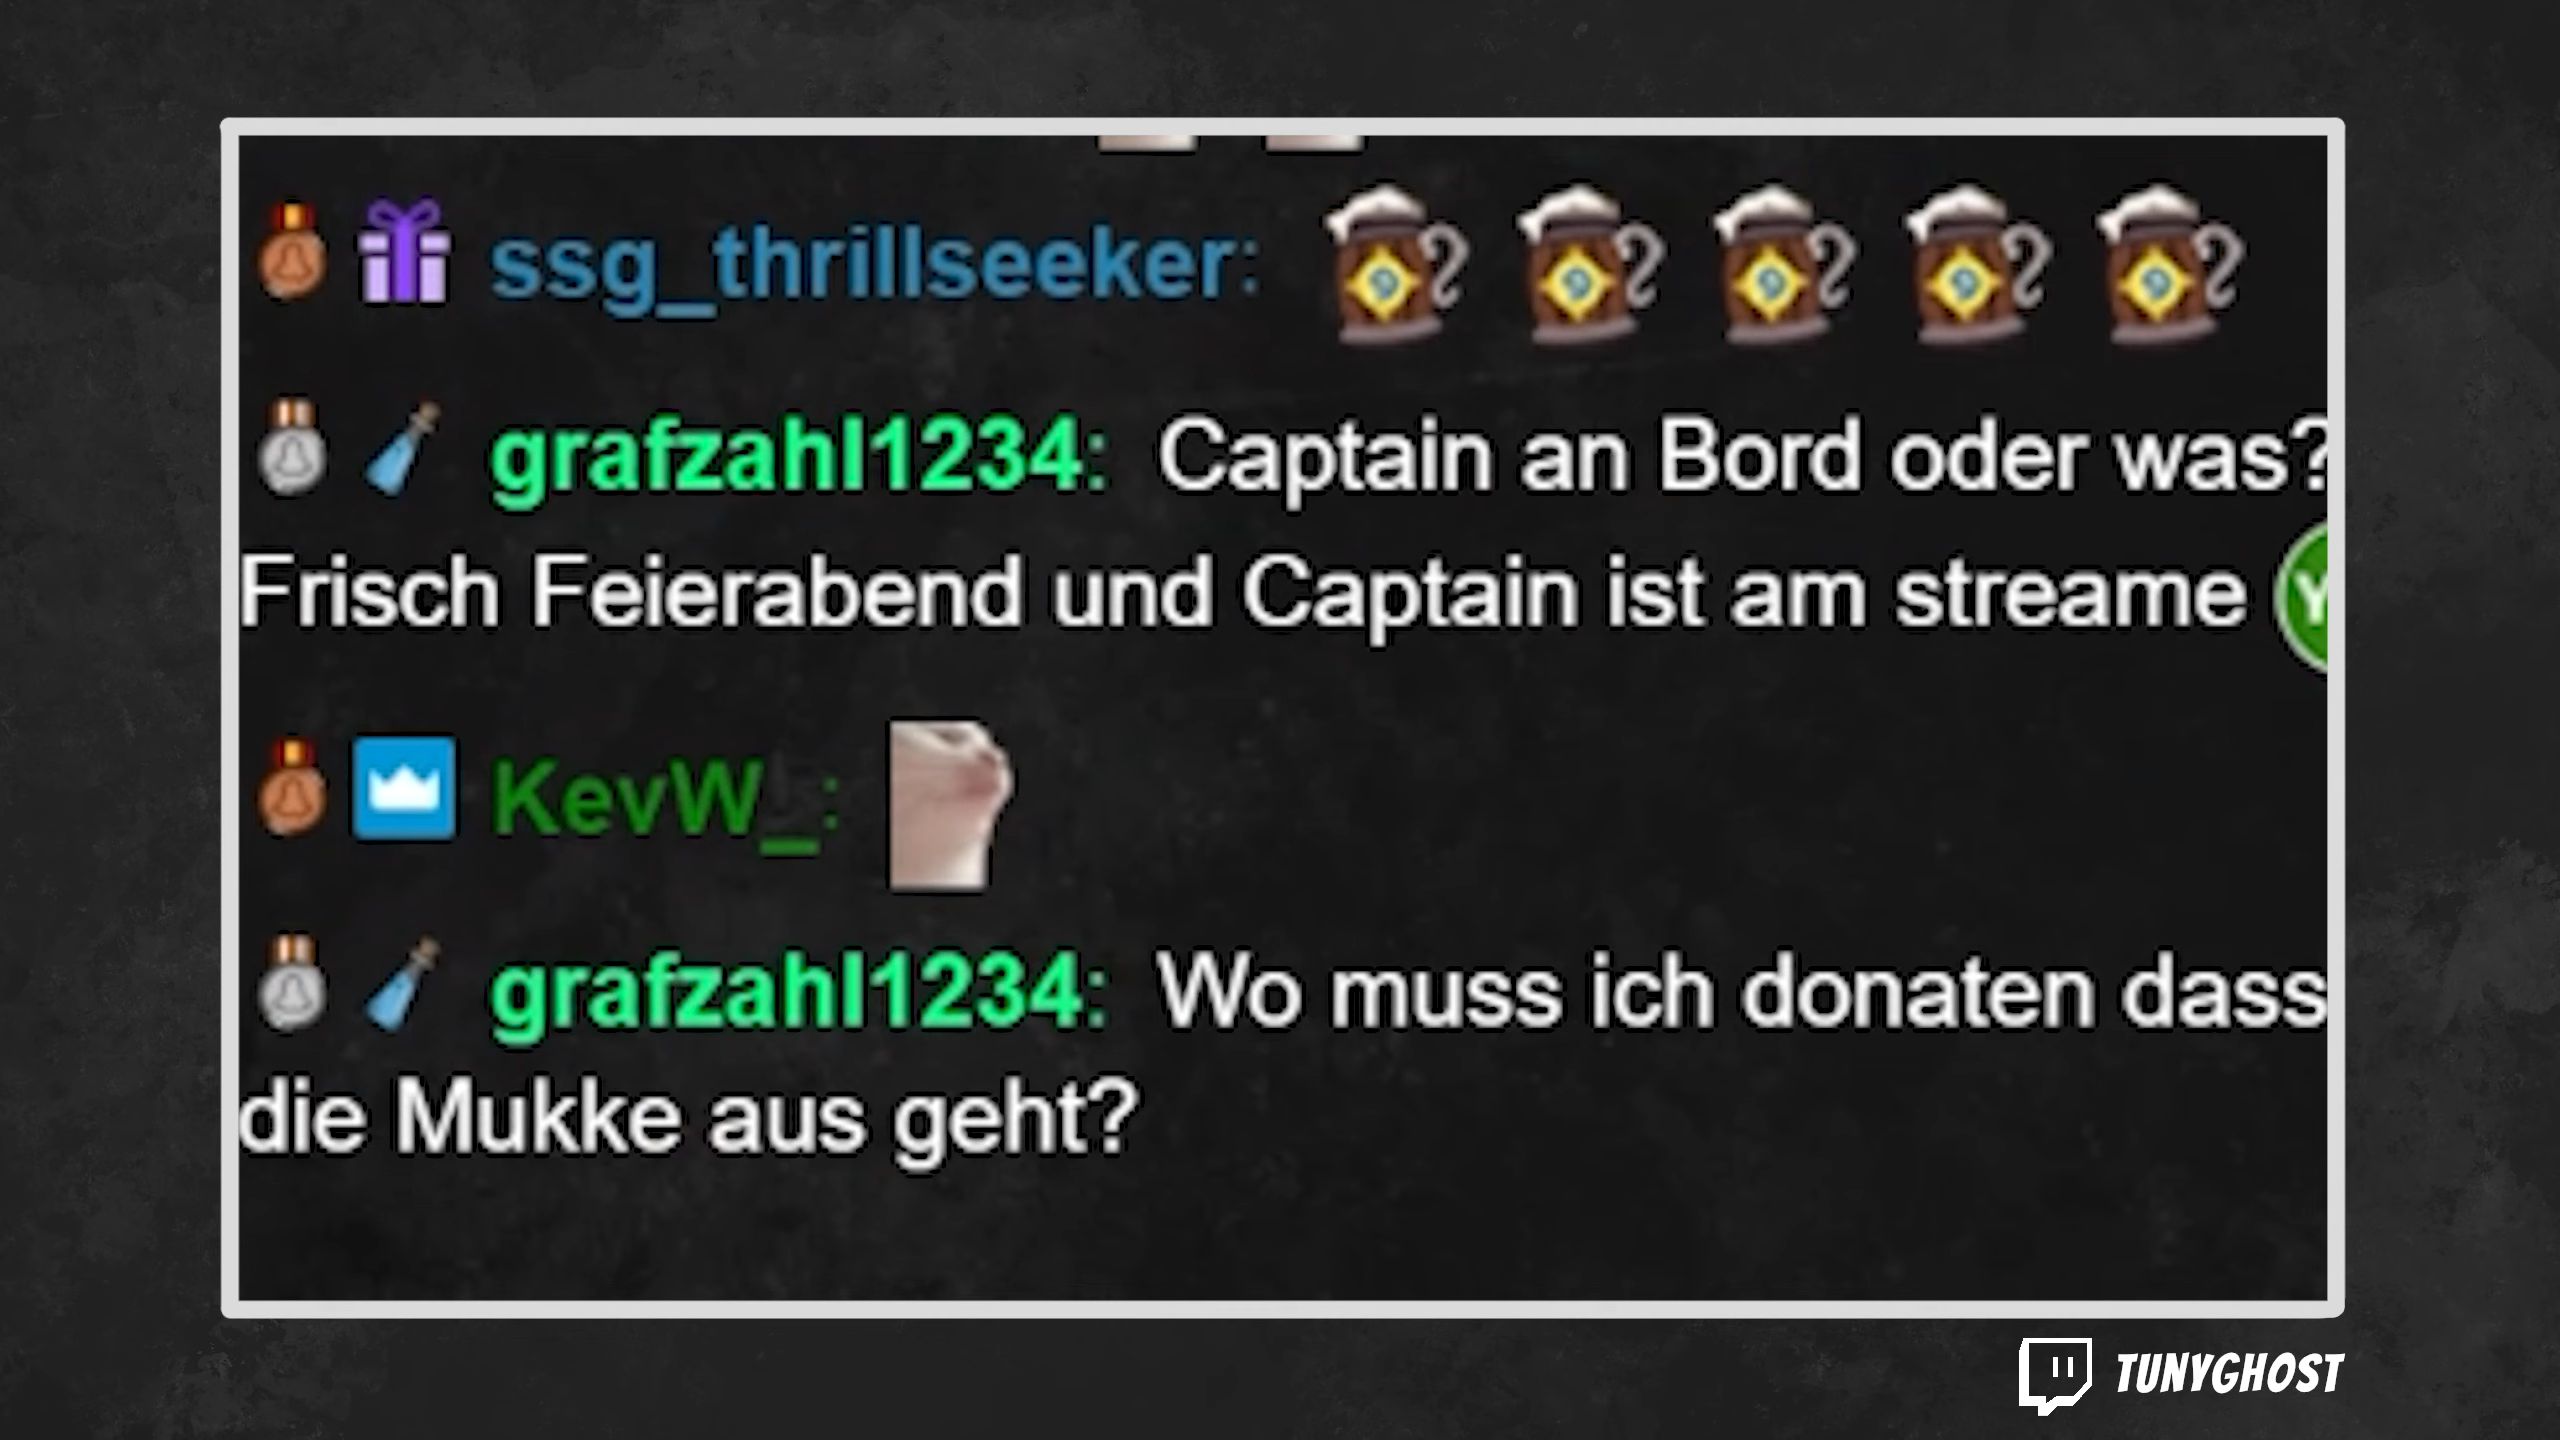 ssg_thrillseeker:
grafzahl1234: Captain an Bord oder was?
Frisch Feierabend und Captain ist am streame
KevW_:
grafzahl1234: Wo muss ich donaten dass
die Mukke aus geht?
TUNYGHOST